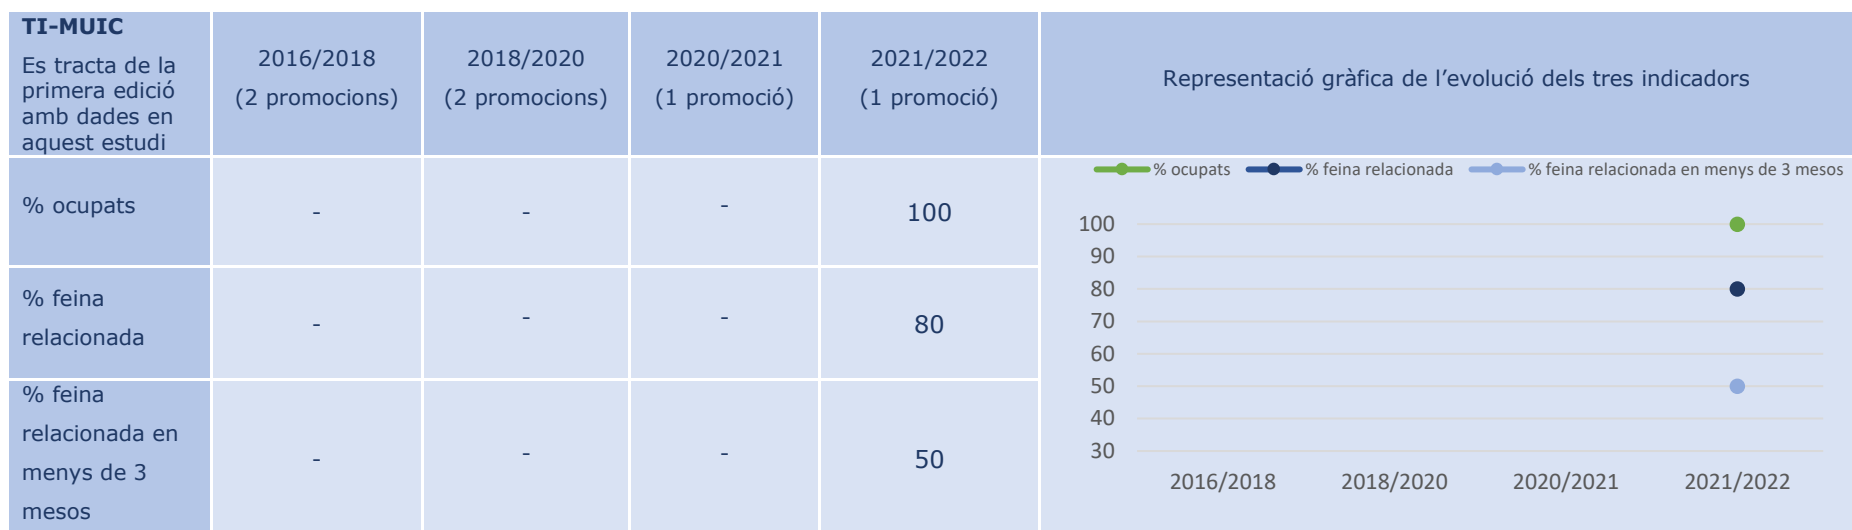 TI-MUIC
Es tracta de la
primera edició
amb dades en
aquest estudi
2016/2018
(2 promocions)
2018/2020
(2 promocions)
2020/2021
(1 promoció)
2021/2022
(1 promoció)
Representació gràfica de l’evolució dels tres indicadors
% ocupats
-
-
-
100
% feina
relacionada
-
-
-
80
% feina
relacionada en
menys de 3
mesos
-
-
-
50
% ocupats
% feina relacionada
% feina relacionada en menys de 3 mesos
100
90
80
70
60
50
40
30
2016/2018
2018/2020
2020/2021
2021/2022